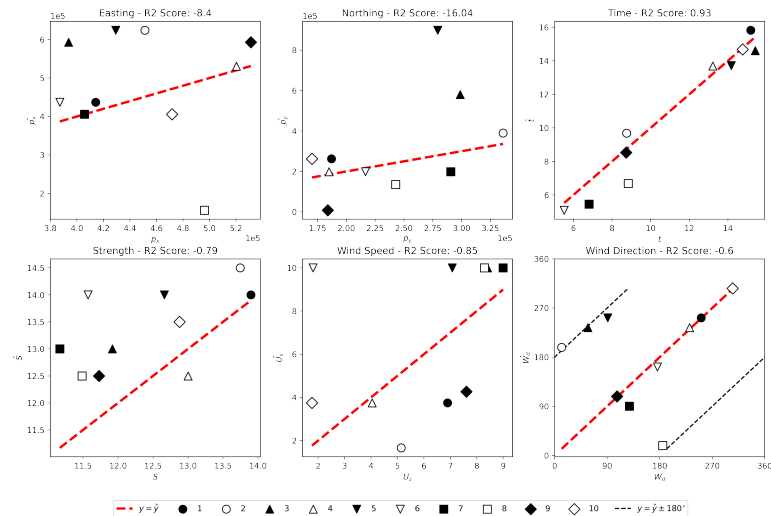 Easting - R2 Score: -8.4
Northing - R2 Score: -16.04
Time - R2 Score: 0.93
1e5
1e5
6
4
2
8
6
4
2
0
16
14
12
10
8
6
p̂ₓ
p̂ᵧ
t̂
3.8 4.0 4.2 4.4 4.6 4.8 5.0 5.2
1e5
1.75 2.00 2.25 2.50 2.75 3.00 3.25
1e5
6 8 10 12 14
pₓ
pᵧ
t
Strength - R2 Score: -0.79
Wind Speed - R2 Score: -0.85
Wind Direction - R2 Score: -0.6
14.5
14.0
13.5
13.0
12.5
12.0
11.5
10
8
6
4
2
360
270
180
90
0
Ŝ
Ûₛ
Ŵ_d
11.5 12.0 12.5 13.0 13.5 14.0
2 3 4 5 6 7 8 9
0 90 180 270 360
S
Uₛ
W_d
y = ŷ 1 2 3 4 5 6 7 8 9 10 y = ŷ ± 180°